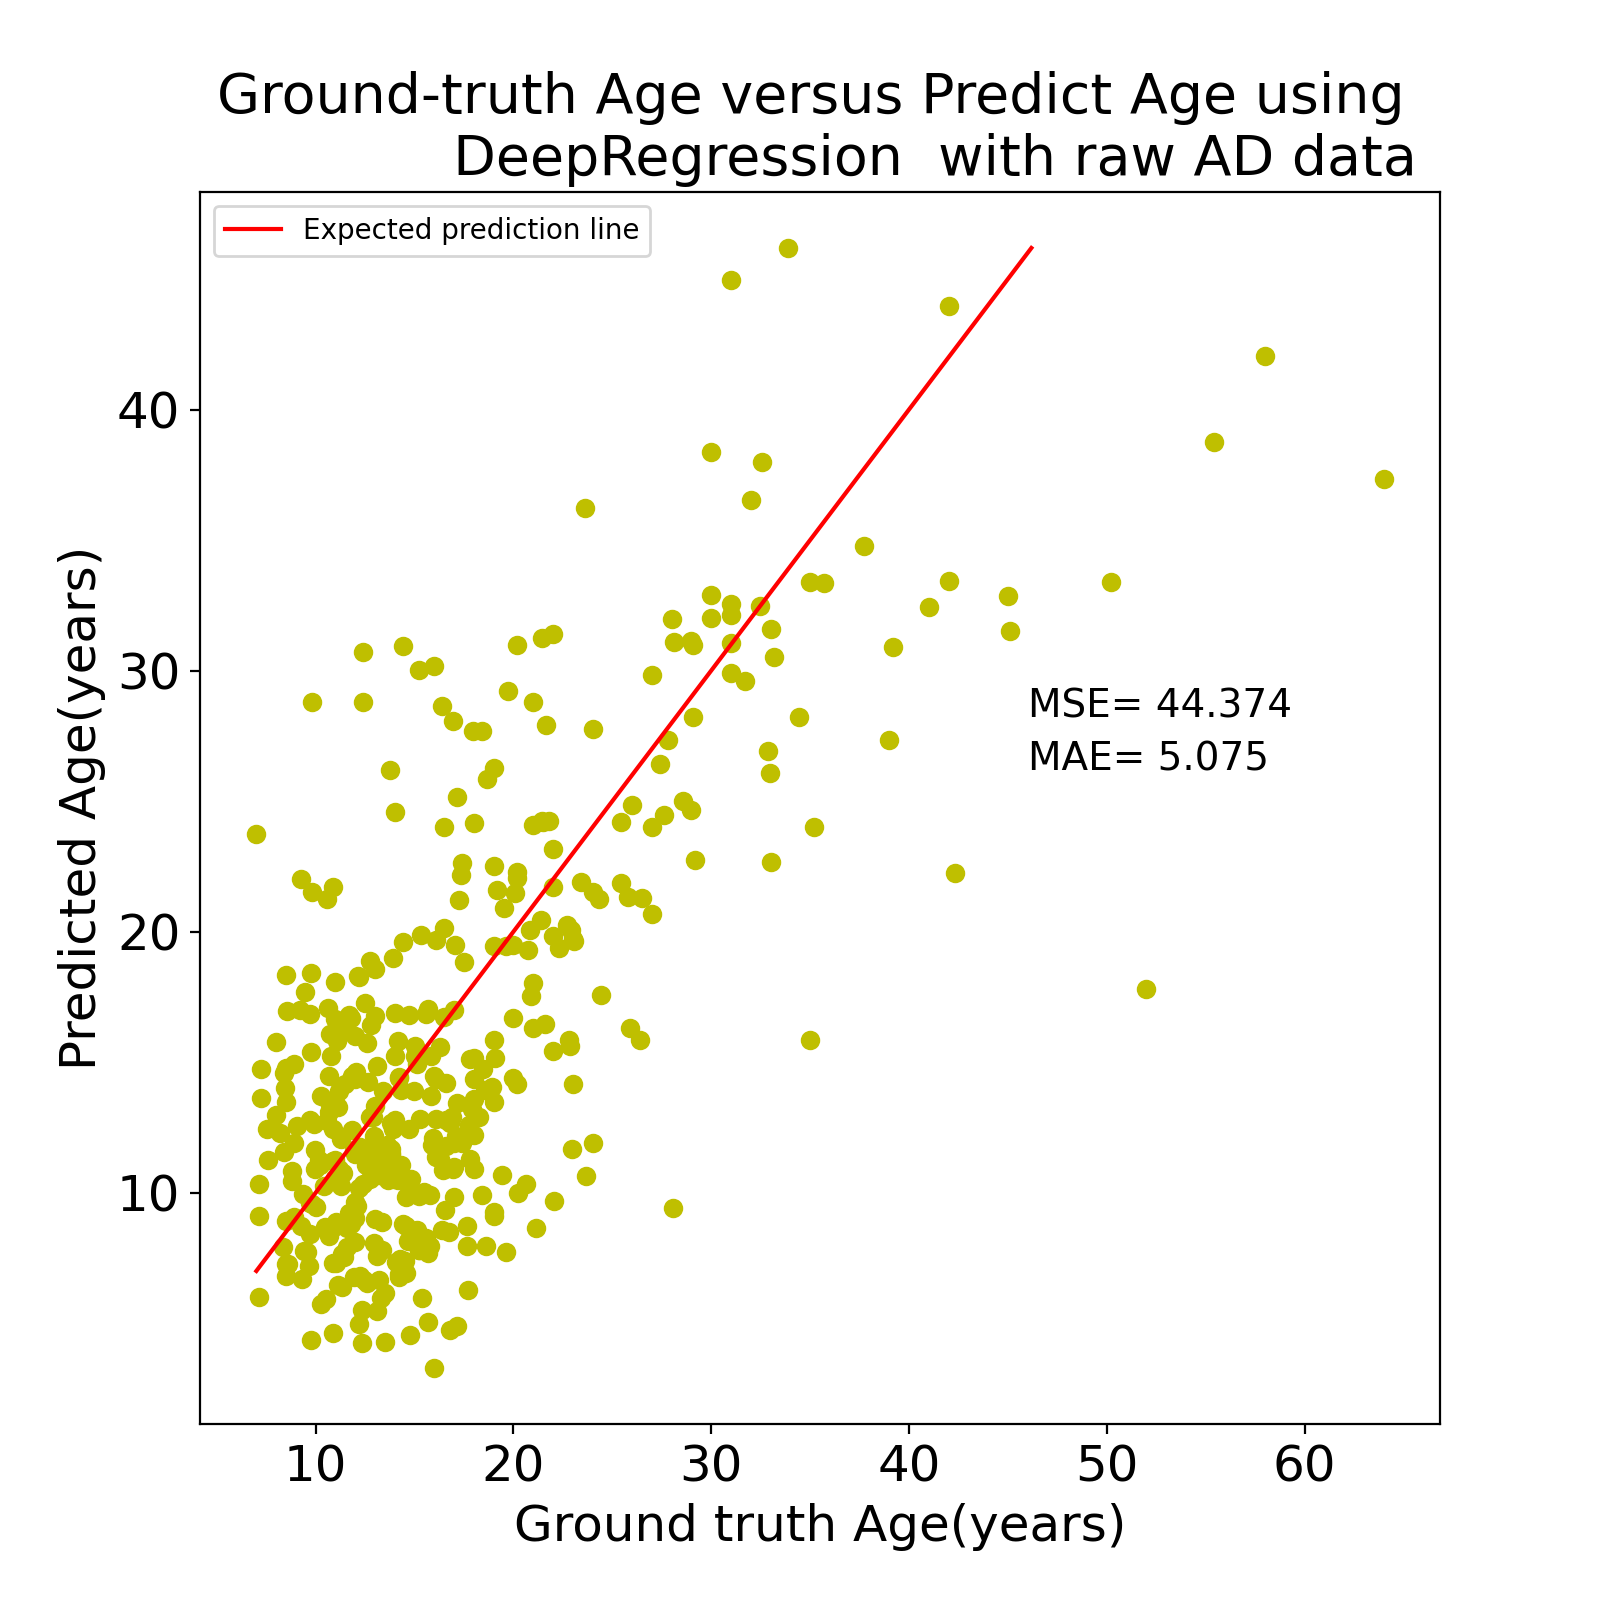 Ground-truth Age versus Predict Age using
DeepRegression  with raw AD data
Expected prediction line
40
30
20
10
Predicted Age(years)
MSE= 44.374
MAE= 5.075
10 20 30 40 50 60
Ground truth Age(years)